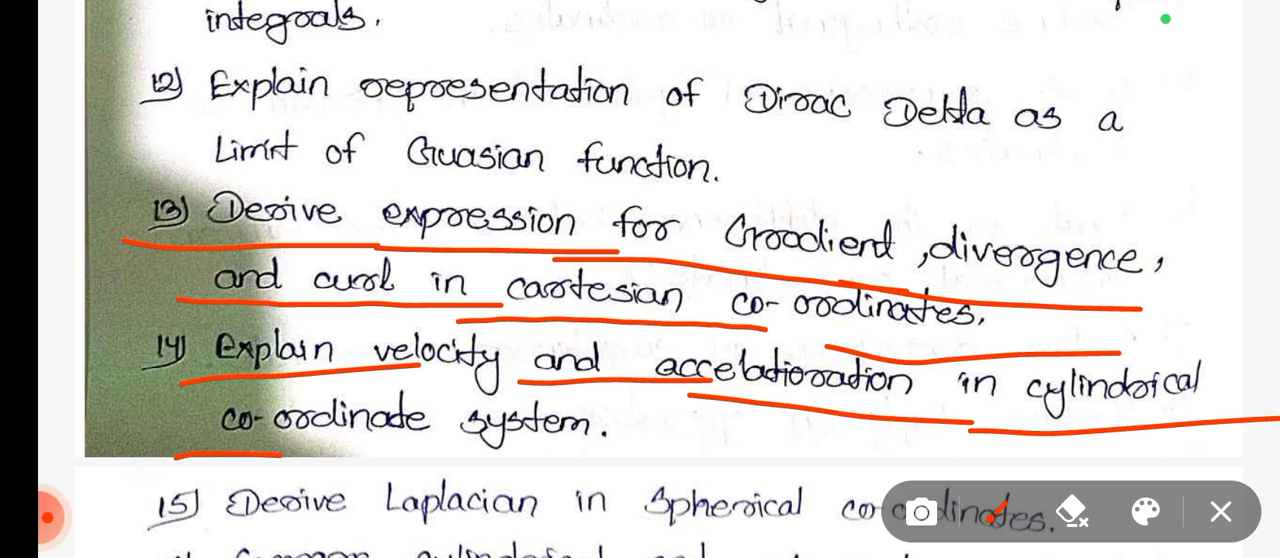 integrals.
12) Explain representation of Dirac Delta as a
Limit of Guasian function.
13) Derive expression for Gradient, divergence,
and curl in cartesian co-ordinates.
14) Explain velocity and accelatioration in cylindrical
co-ordinate system.
15) Derive Laplacian in Spherical co ordinates.